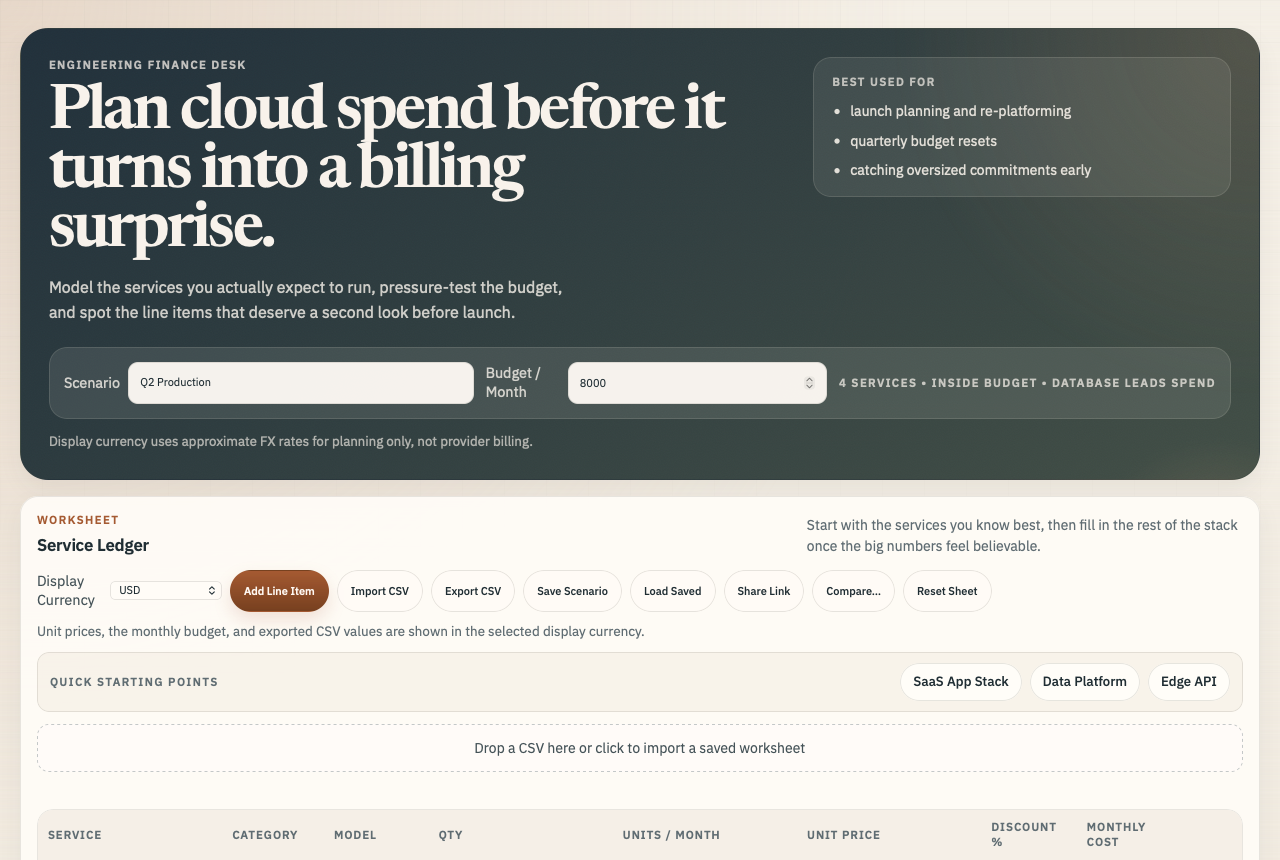 ENGINEERING FINANCE DESK
Plan cloud spend before it
turns into a billing
surprise.
Model the services you actually expect to run, pressure-test the budget,
and spot the line items that deserve a second look before launch.
BEST USED FOR
• launch planning and re-platforming
• quarterly budget resets
• catching oversized commitments early
Scenario
Q2 Production
Budget /
Month
8000
4 SERVICES • INSIDE BUDGET • DATABASE LEADS SPEND
Display currency uses approximate FX rates for planning only, not provider billing.
WORKSHEET
Service Ledger
Start with the services you know best, then fill in the rest of the stack
once the big numbers feel believable.
Display
Currency
USD
Add Line Item
Import CSV
Export CSV
Save Scenario
Load Saved
Share Link
Compare...
Reset Sheet
Unit prices, the monthly budget, and exported CSV values are shown in the selected display currency.
QUICK STARTING POINTS
SaaS App Stack
Data Platform
Edge API
Drop a CSV here or click to import a saved worksheet
SERVICE
CATEGORY
MODEL
QTY
UNITS / MONTH
UNIT PRICE
DISCOUNT
%
MONTHLY
COST